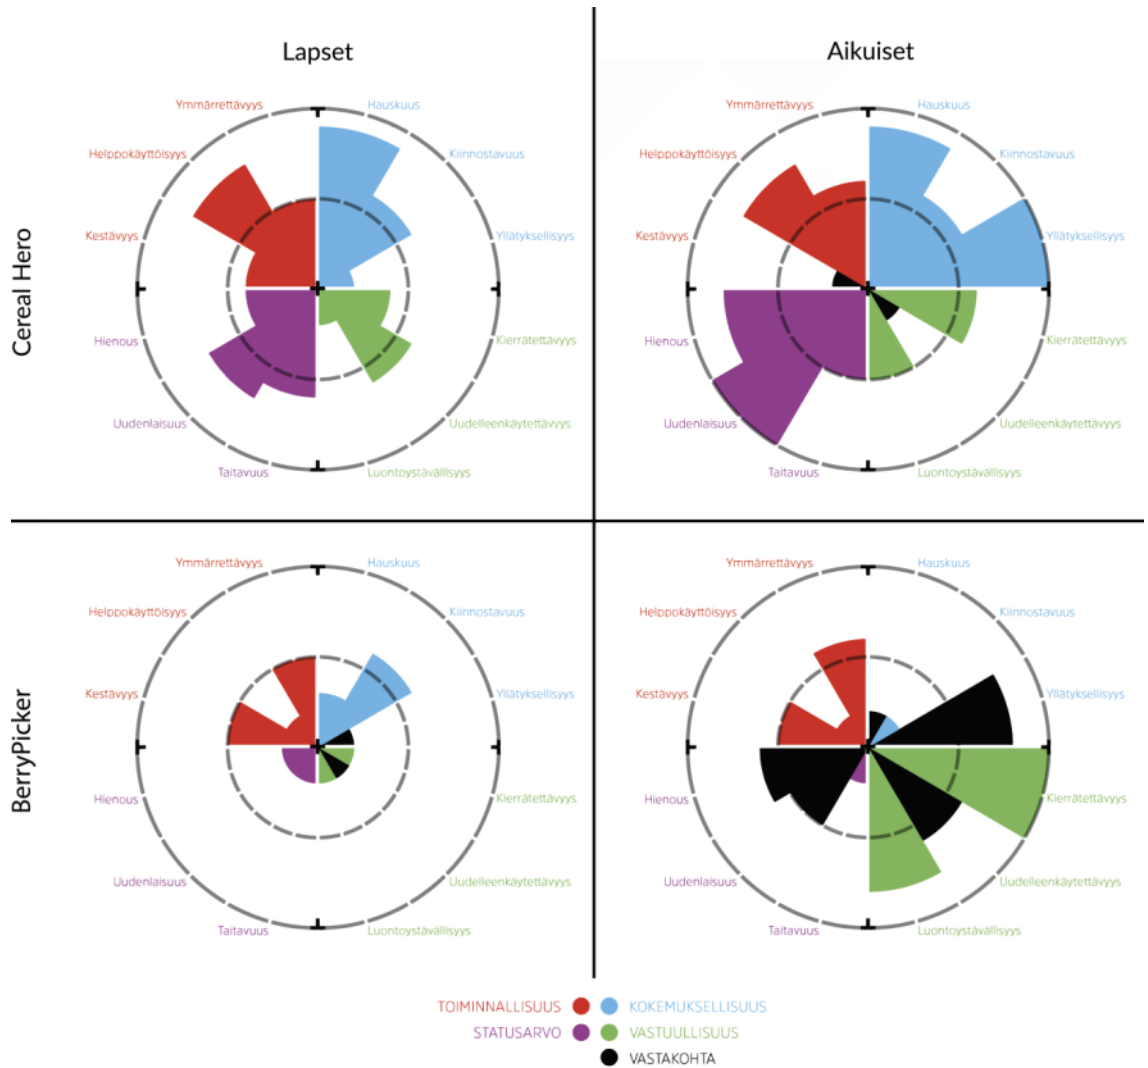 Lapset
Aikuiset
Cereal Hero
Ymmärrettävyys
Hauskuus
Helppokäyttöisyys
Kiinnostavuus
Kestävyys
Yllätyksellisyys
Hienous
Kierrätettävyys
Uudenlaisuus
Uudelleenkäytettävyys
Taitavuus
Luontoystävällisyys
Ymmärrettävyys
Hauskuus
Helppokäyttöisyys
Kiinnostavuus
Kestävyys
Yllätyksellisyys
Hienous
Kierrätettävyys
Uudenlaisuus
Uudelleenkäytettävyys
Taitavuus
Luontoystävällisyys
BerryPicker
Ymmärrettävyys
Hauskuus
Helppokäyttöisyys
Kiinnostavuus
Kestävyys
Yllätyksellisyys
Hienous
Kierrätettävyys
Uudenlaisuus
Uudelleenkäytettävyys
Taitavuus
Luontoystävällisyys
Ymmärrettävyys
Hauskuus
Helppokäyttöisyys
Kiinnostavuus
Kestävyys
Yllätyksellisyys
Hienous
Kierrätettävyys
Uudenlaisuus
Uudelleenkäytettävyys
Taitavuus
Luontoystävällisyys
TOIMINNALLISUUS
KOKEMUKSELLISUUS
STATUSARVO
VASTUULLISUUS
VASTAKOHTA